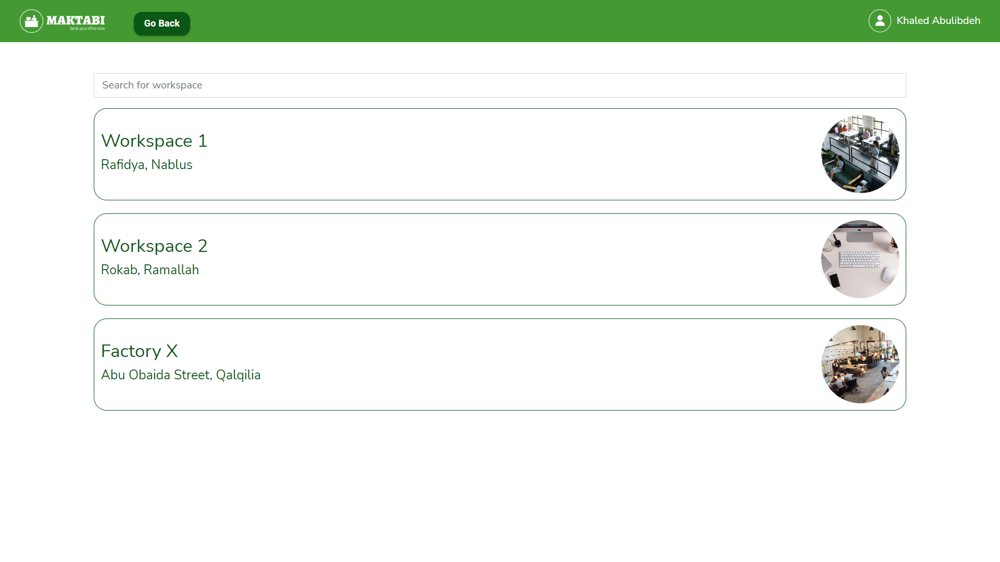 MAKTABI
book your office now
Go Back
Khaled Abulibdeh
Search for workspace
Workspace 1
Rafidya, Nablus
Workspace 2
Rokab, Ramallah
Factory X
Abu Obaida Street, Qalqilia